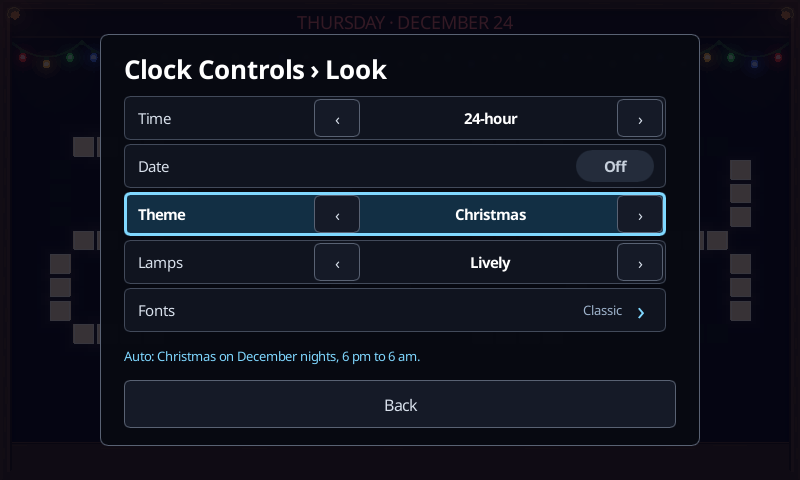 THURSDAY · DECEMBER 24
Clock Controls › Look
Time ‹ 24-hour ›
Date Off
Theme ‹ Christmas ›
Lamps ‹ Lively ›
Fonts Classic ›
Auto: Christmas on December nights, 6 pm to 6 am.
Back